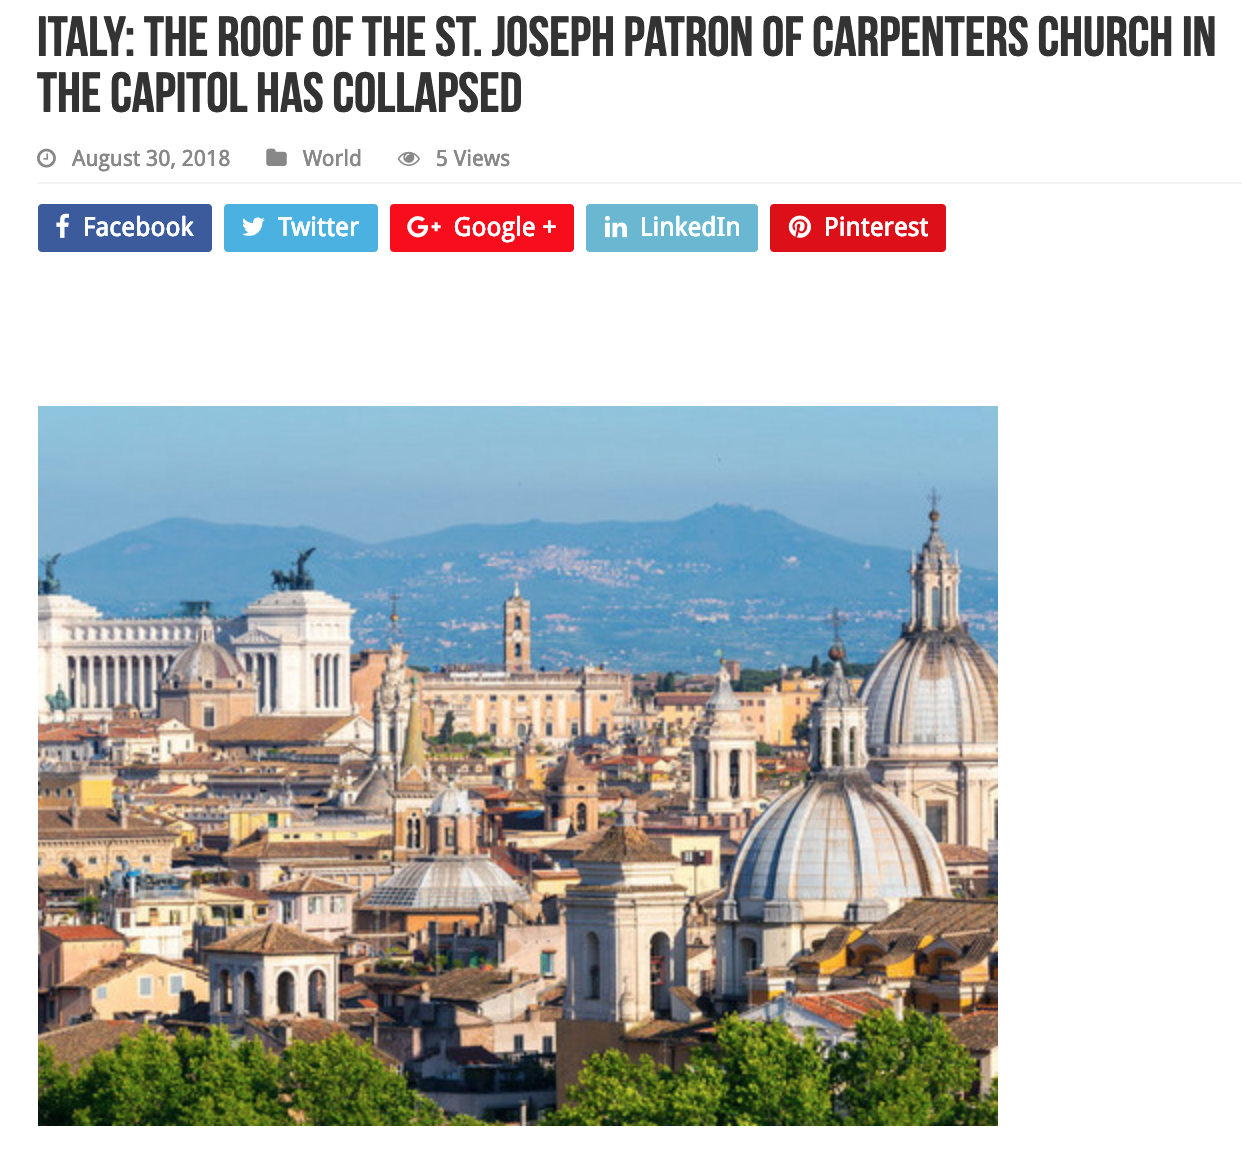 ITALY: THE ROOF OF THE ST. JOSEPH PATRON OF CARPENTERS CHURCH IN
THE CAPITOL HAS COLLAPSED
August 30, 2018 World 5 Views
Facebook Twitter Google + LinkedIn Pinterest